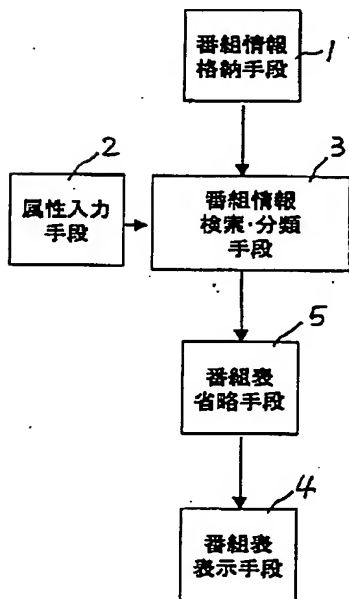 番組情報
格納手段
1
2
属性入力
手段
3
番組情報
検索・分類
手段
5
番組表
省略手段
4
番組表
表示手段